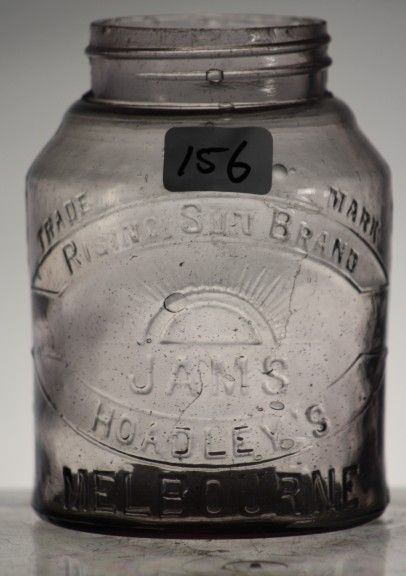 156
TRADE MARK
RISING SUN BRAND
JAMS
HOADLEY'S
MELBOURNE